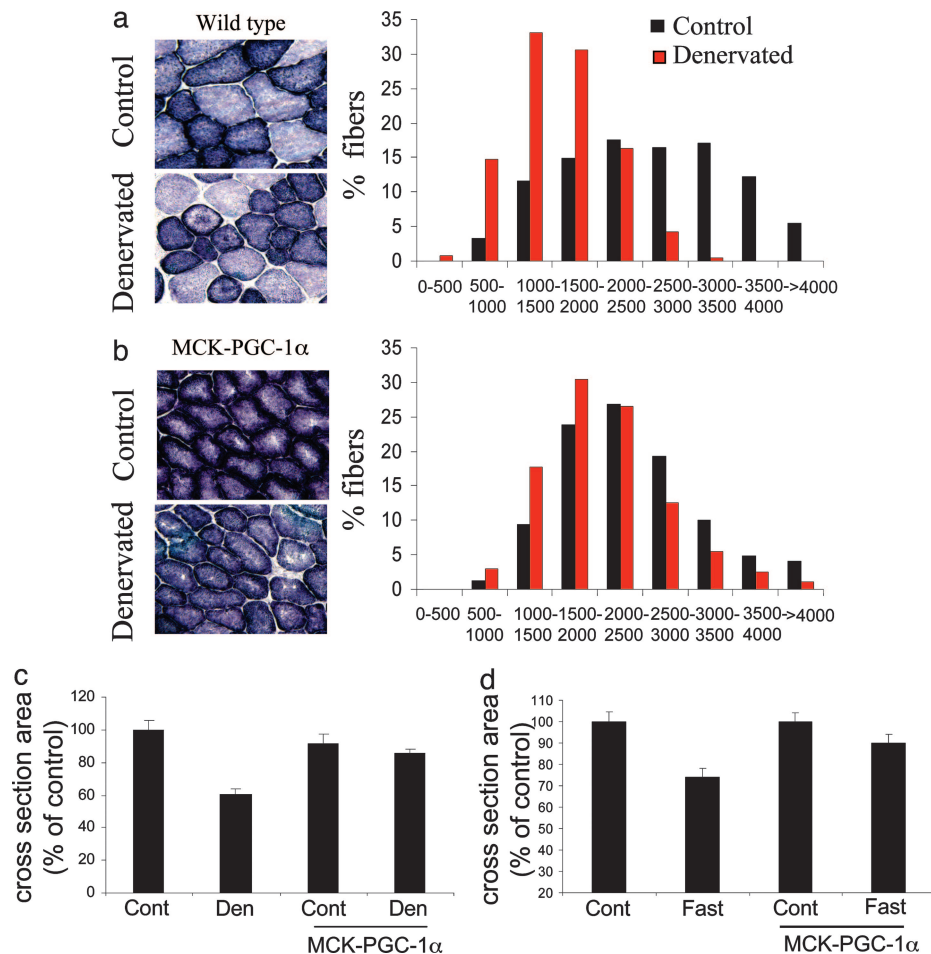 a
Wild type
Control
Denervated
% fibers
35
30
25
20
15
10
5
0
Control
Denervated
0-500 500- 1000- 1500- 2000- 2500- 3000- 3500- >4000
1000 1500 2000 2500 3000 3500 4000
b
MCK-PGC-1α
Control
Denervated
% fibers
35
30
25
20
15
10
5
0
0-500 500- 1000- 1500- 2000- 2500- 3000- 3500- >4000
1000 1500 2000 2500 3000 3500 4000
c
cross section area
(% of control)
120
100
80
60
40
20
0
Cont Den Cont Den
MCK-PGC-1α
d
cross section area
(% of control)
110
100
90
80
70
60
50
40
30
20
Cont Fast Cont Fast
MCK-PGC-1α